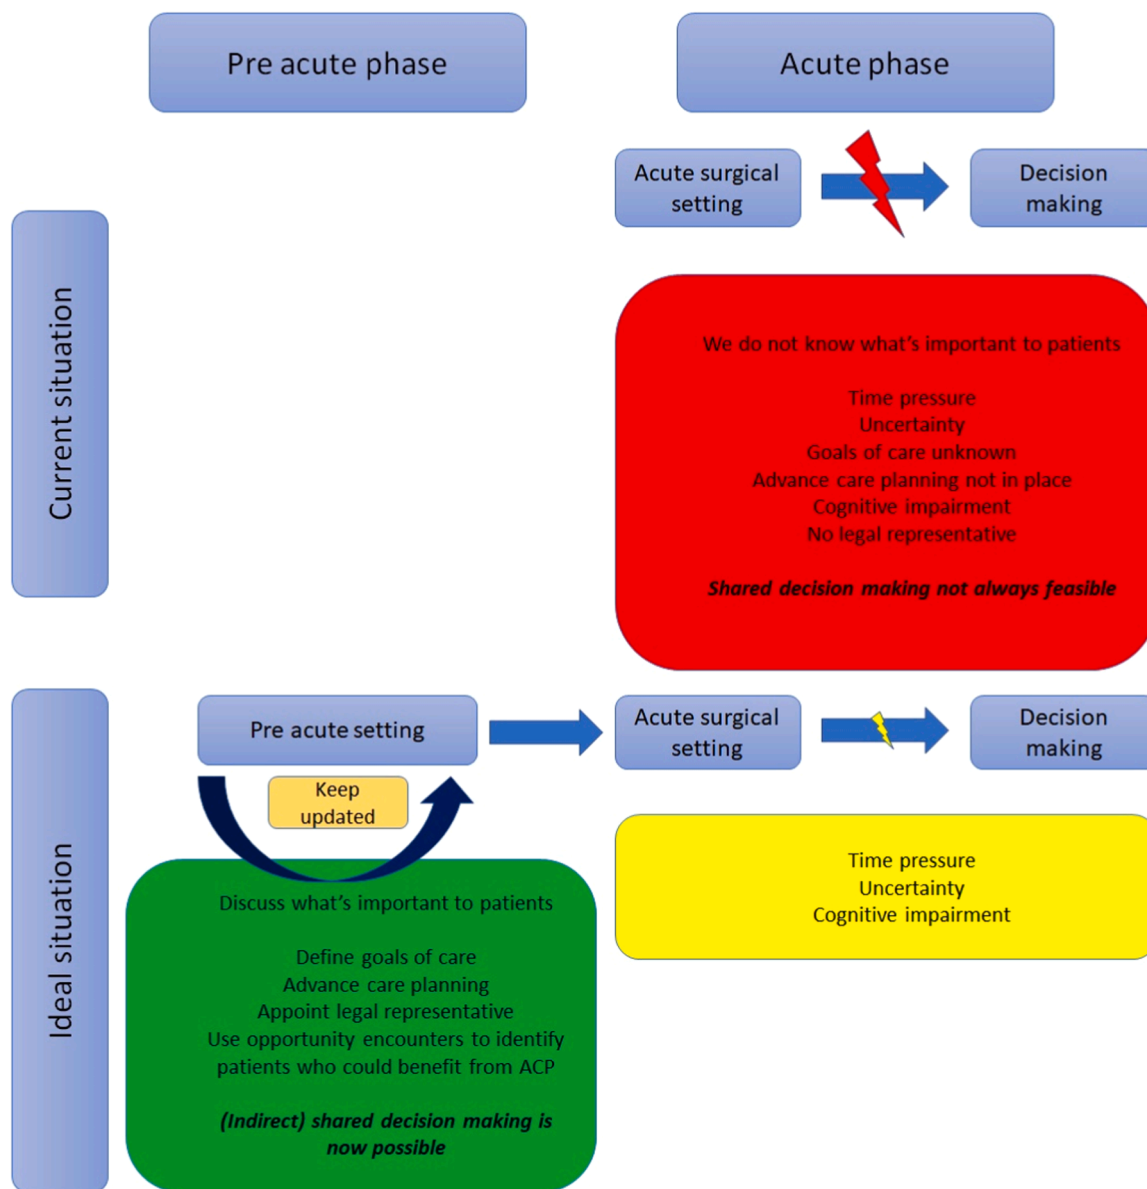 Pre acute phase
Acute phase
Current situation
Acute surgical
setting
Decision
making
We do not know what's important to patients
Time pressure
Uncertainty
Goals of care unknown
Advance care planning not in place
Cognitive impairment
No legal representative
Shared decision making not always feasible
Ideal situation
Pre acute setting
Keep
updated
Discuss what's important to patients
Define goals of care
Advance care planning
Appoint legal representative
Use opportunity encounters to identify
patients who could benefit from ACP
(Indirect) shared decision making is
now possible
Acute surgical
setting
Decision
making
Time pressure
Uncertainty
Cognitive impairment